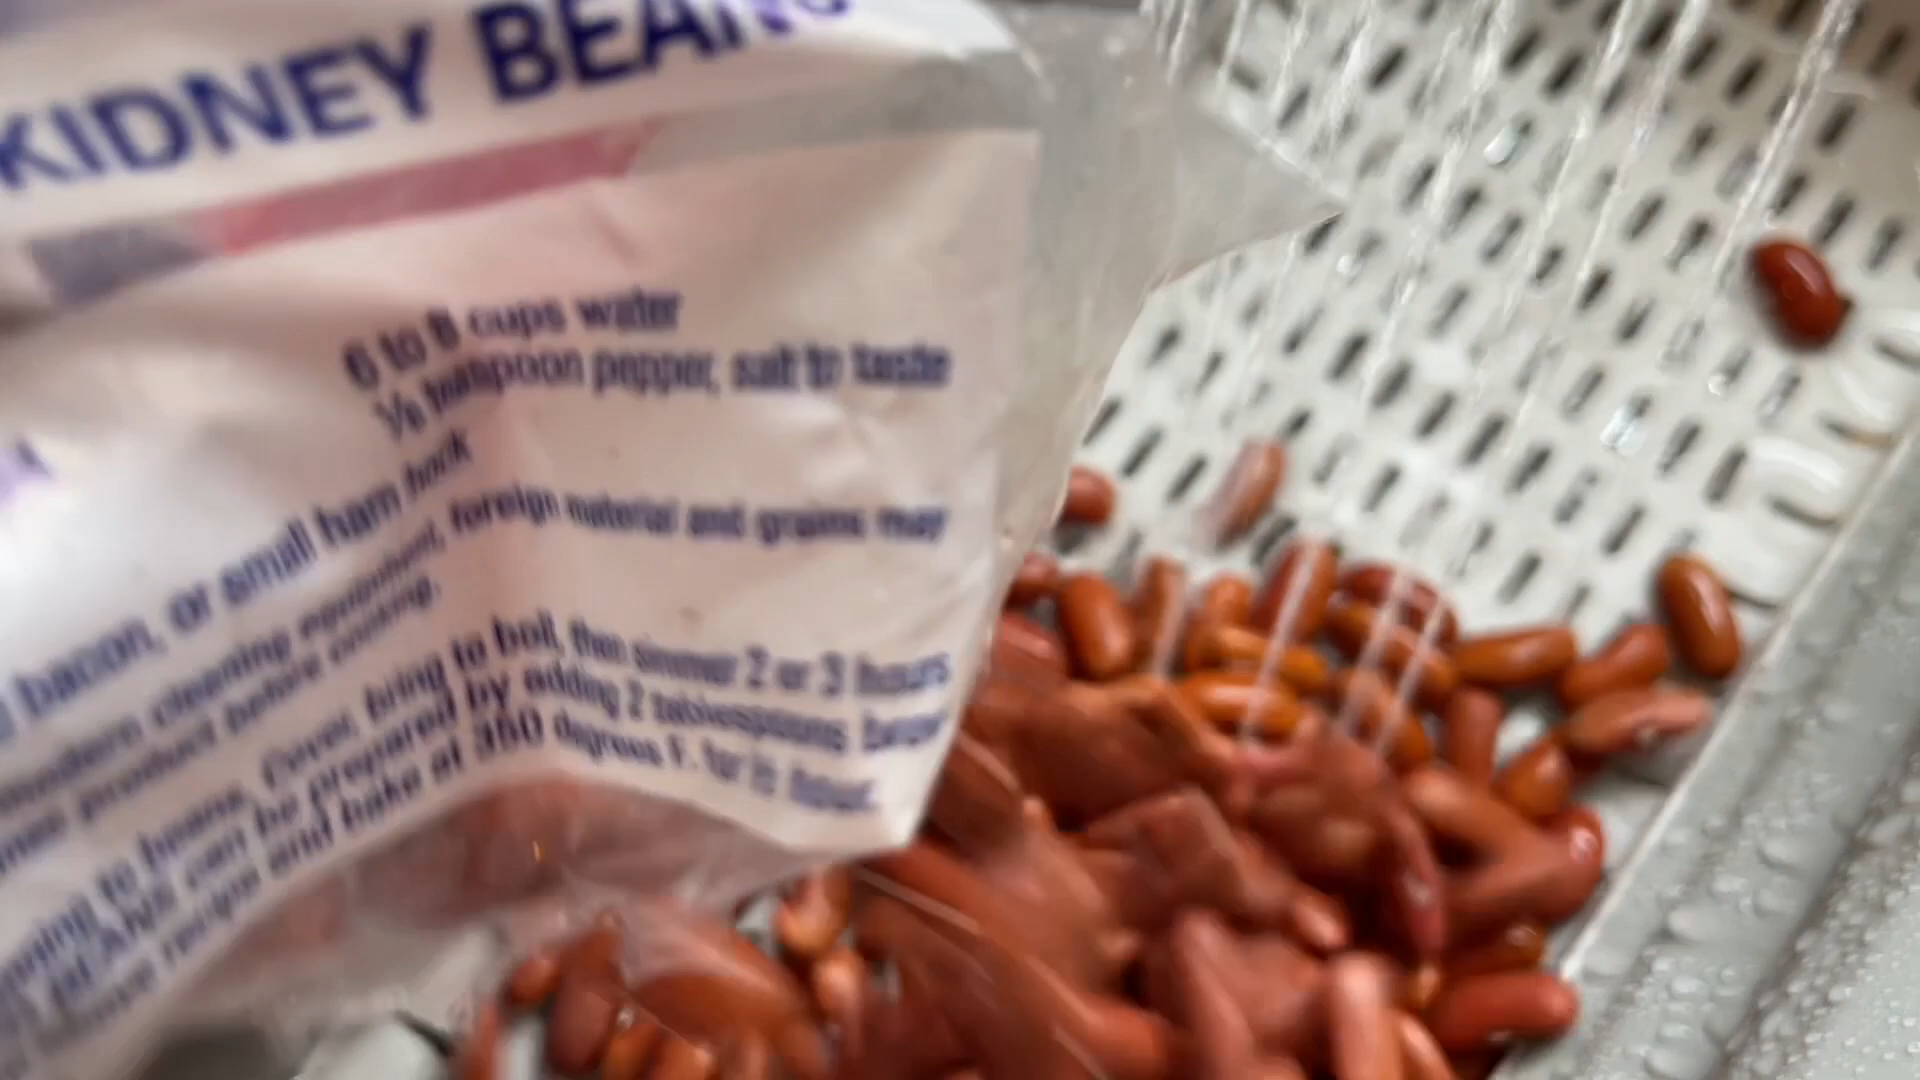 KIDNEY BEANS
6 to 8 cups water
⅛ teaspoon pepper, salt to taste
bacon, or small ham hock
modern cleaning equipment, foreign material and grains may
product before cooking.
to beans. Cover, bring to boil, then simmer 2 or 3 hours
BEANS can be prepared by adding 2 tablespoons brown
recipe and bake at 350 degrees F. for ½ hour.